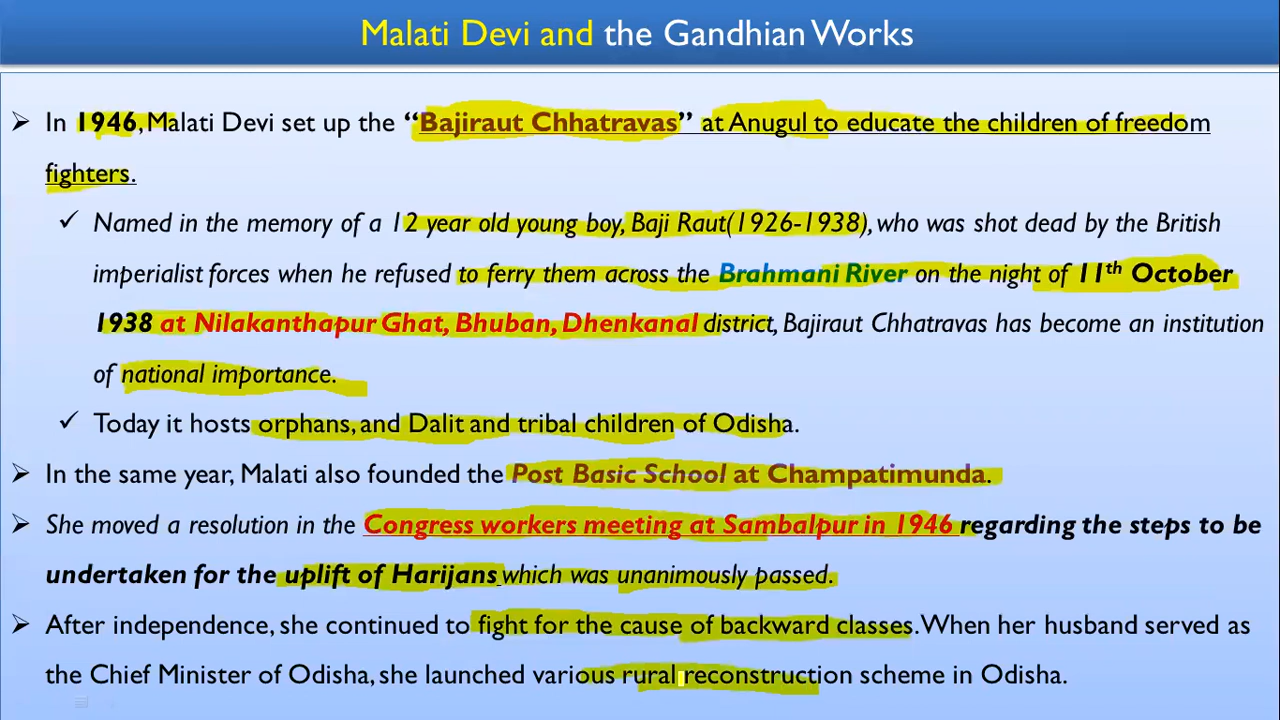 Malati Devi and the Gandhian Works
➢ In 1946, Malati Devi set up the “Bajiraut Chhatravas” at Anugul to educate the children of freedom
fighters.
✓ Named in the memory of a 12 year old young boy, Baji Raut(1926-1938), who was shot dead by the British
imperialist forces when he refused to ferry them across the Brahmani River on the night of 11th October
1938 at Nilakanthapur Ghat, Bhuban, Dhenkanal district, Bajiraut Chhatravas has become an institution
of national importance.
✓ Today it hosts orphans, and Dalit and tribal children of Odisha.
➢ In the same year, Malati also founded the Post Basic School at Champatimunda.
➢ She moved a resolution in the Congress workers meeting at Sambalpur in 1946 regarding the steps to be
undertaken for the uplift of Harijans which was unanimously passed.
➢ After independence, she continued to fight for the cause of backward classes. When her husband served as
the Chief Minister of Odisha, she launched various rural reconstruction scheme in Odisha.